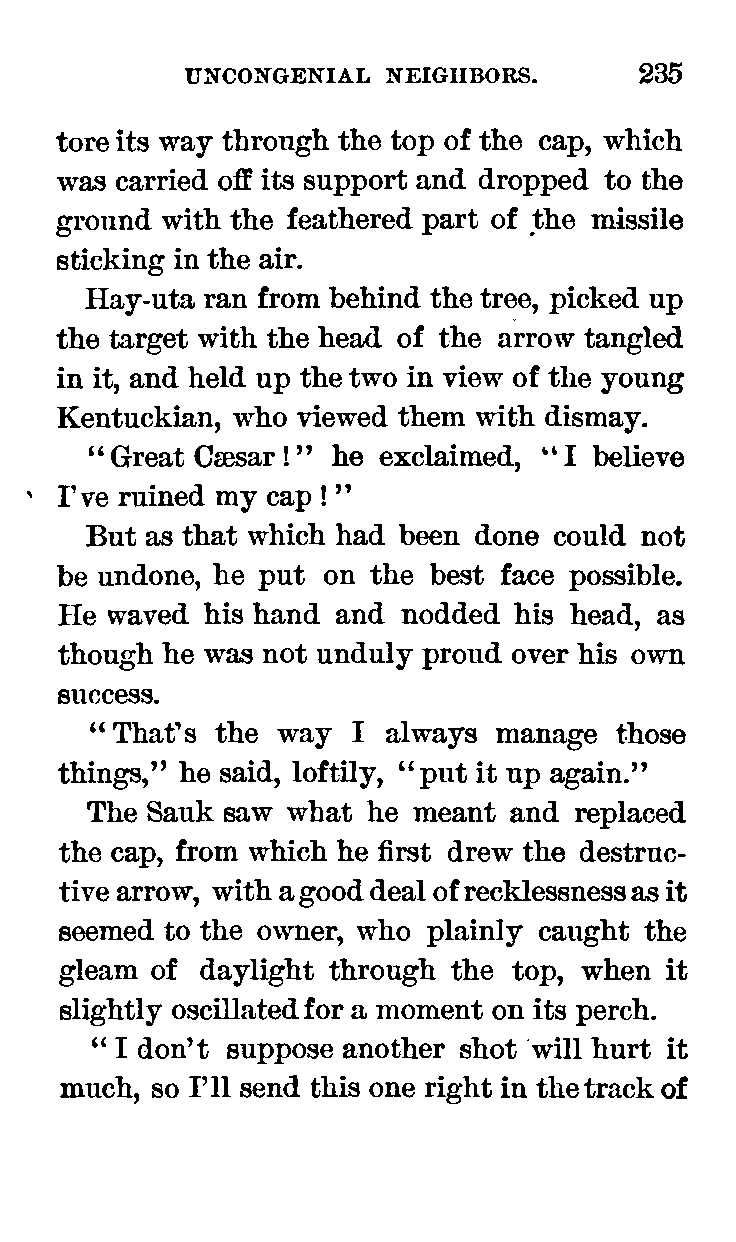 UNCONGENIAL NEIGHBORS. 235
tore its way through the top of the cap, which
was carried off its support and dropped to the
ground with the feathered part of the missile
sticking in the air.
Hay-uta ran from behind the tree, picked up
the target with the head of the arrow tangled
in it, and held up the two in view of the young
Kentuckian, who viewed them with dismay.
“Great Cæsar!” he exclaimed, “I believe
I've ruined my cap!”
But as that which had been done could not
be undone, he put on the best face possible.
He waved his hand and nodded his head, as
though he was not unduly proud over his own
success.
“That's the way I always manage those
things,” he said, loftily, “put it up again.”
The Sauk saw what he meant and replaced
the cap, from which he first drew the destruc-
tive arrow, with a good deal of recklessness as it
seemed to the owner, who plainly caught the
gleam of daylight through the top, when it
slightly oscillated for a moment on its perch.
“I don't suppose another shot will hurt it
much, so I'll send this one right in the track of